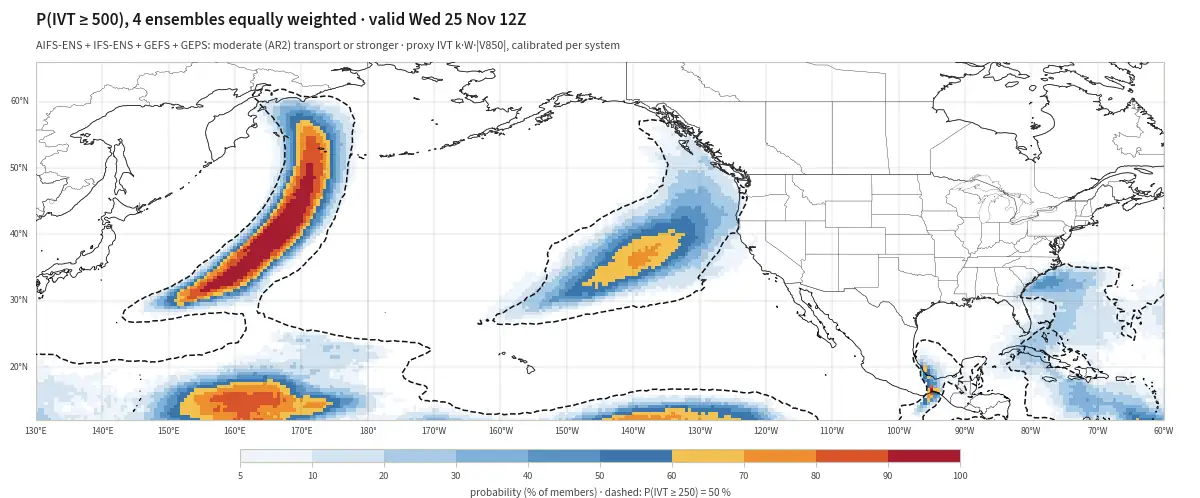 P(IVT ≥ 500), 4 ensembles equally weighted · valid Wed 25 Nov 12Z
AIFS-ENS + IFS-ENS + GEFS + GEPS: moderate (AR2) transport or stronger · proxy IVT k·W·|V850|, calibrated per system
60°N
50°N
40°N
30°N
20°N
130°E 140°E 150°E 160°E 170°E 180° 170°W 160°W 150°W 140°W 130°W 120°W 110°W 100°W 90°W 80°W 70°W 60°W
5 10 20 30 40 50 60 70 80 90 100
probability (% of members) · dashed: P(IVT ≥ 250) = 50 %